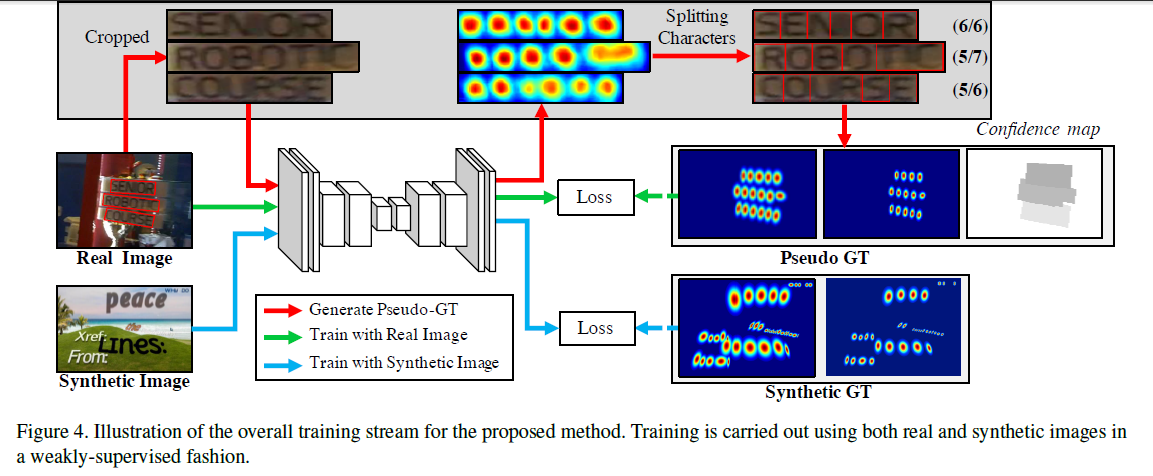 Cropped
SENIOR
ROBOTIC
COURSE
Splitting
Characters
SENIOR
ROBOTIC
COURSE
(6/6)
(5/7)
(5/6)
Confidence map
SENIOR
ROBOTIC
COURSE
Real Image
Loss
Pseudo GT
peace
the
Xref:
LINES:
From:
Synthetic Image
Generate Pseudo-GT
Train with Real Image
Train with Synthetic Image
Loss
Synthetic GT
Figure 4. Illustration of the overall training stream for the proposed method. Training is carried out using both real and synthetic images in
a weakly-supervised fashion.